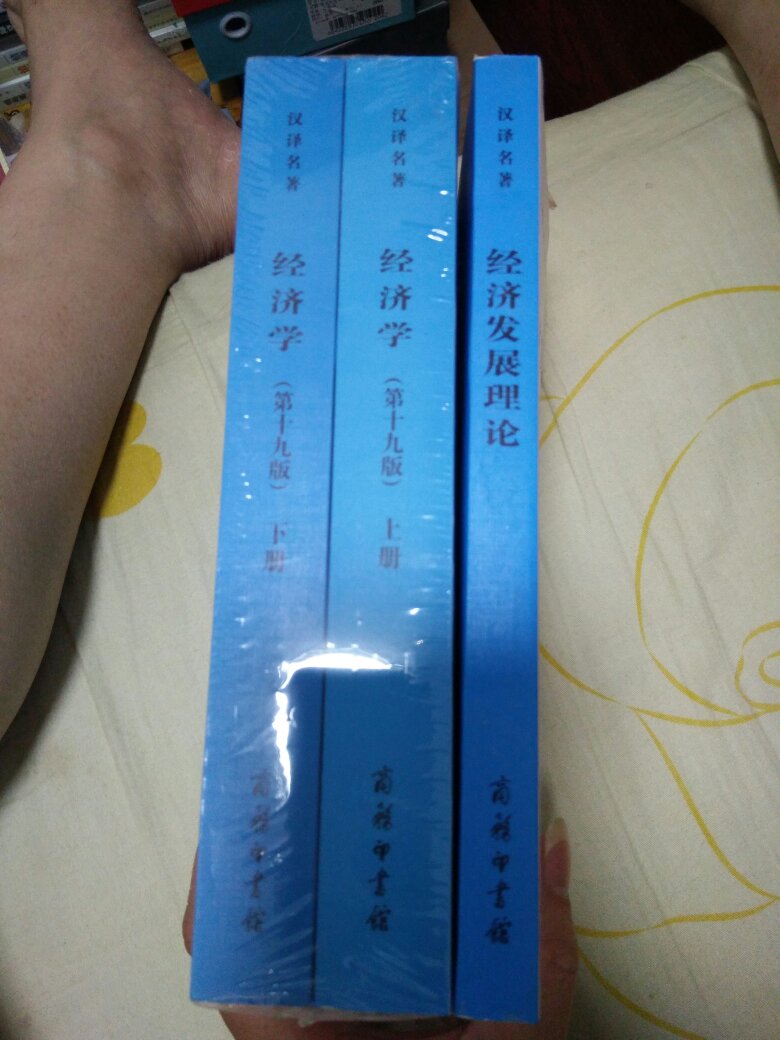 汉译名著
经济学
（第十九版）
下册
商务印书馆
汉译名著
经济学
（第十九版）
上册
商务印书馆
汉译名著
经济发展理论
商务印书馆